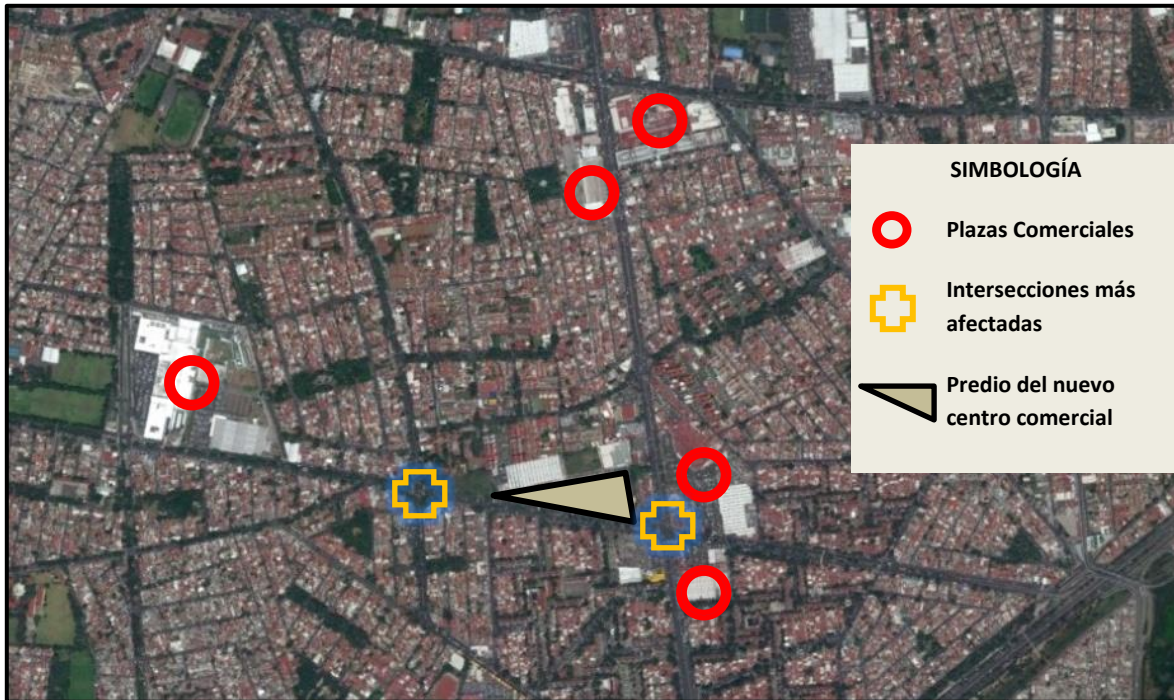 SIMBOLOGÍA
Plazas Comerciales
Intersecciones más
afectadas
Predio del nuevo
centro comercial